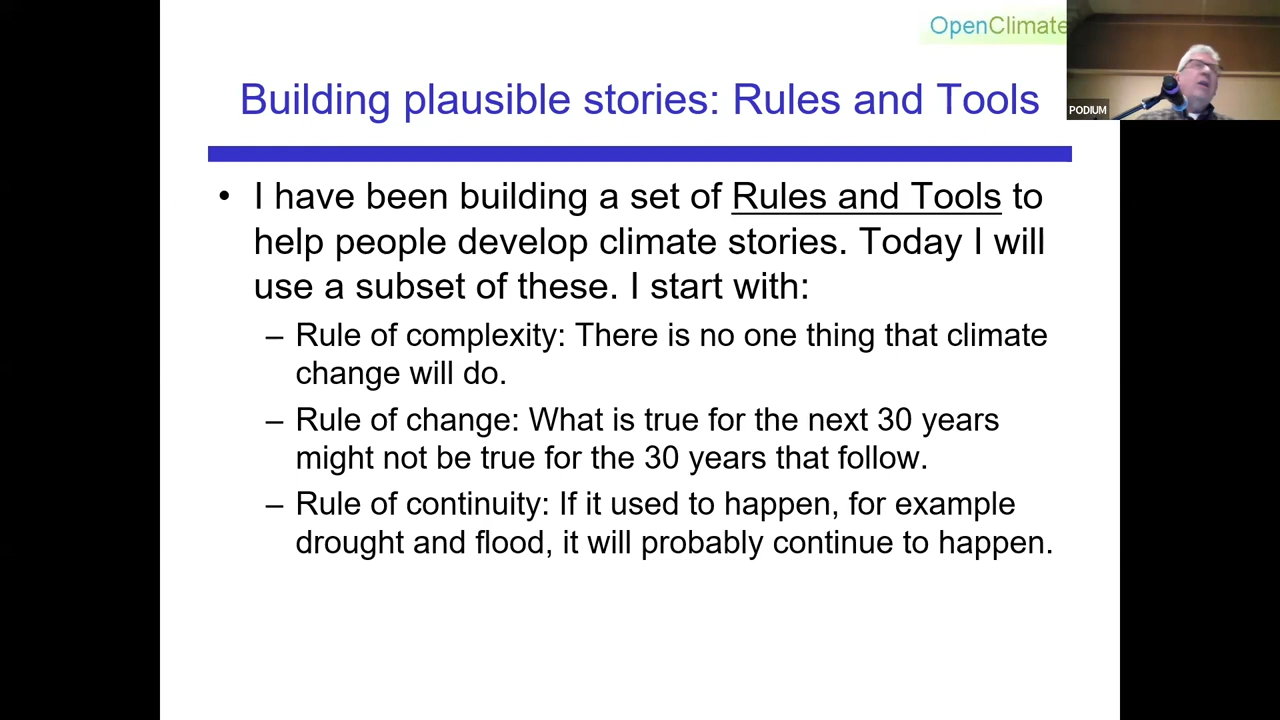 OpenClimate
PODIUM
Building plausible stories: Rules and Tools
• I have been building a set of Rules and Tools to
help people develop climate stories. Today I will
use a subset of these. I start with:
– Rule of complexity: There is no one thing that climate
change will do.
– Rule of change: What is true for the next 30 years
might not be true for the 30 years that follow.
– Rule of continuity: If it used to happen, for example
drought and flood, it will probably continue to happen.